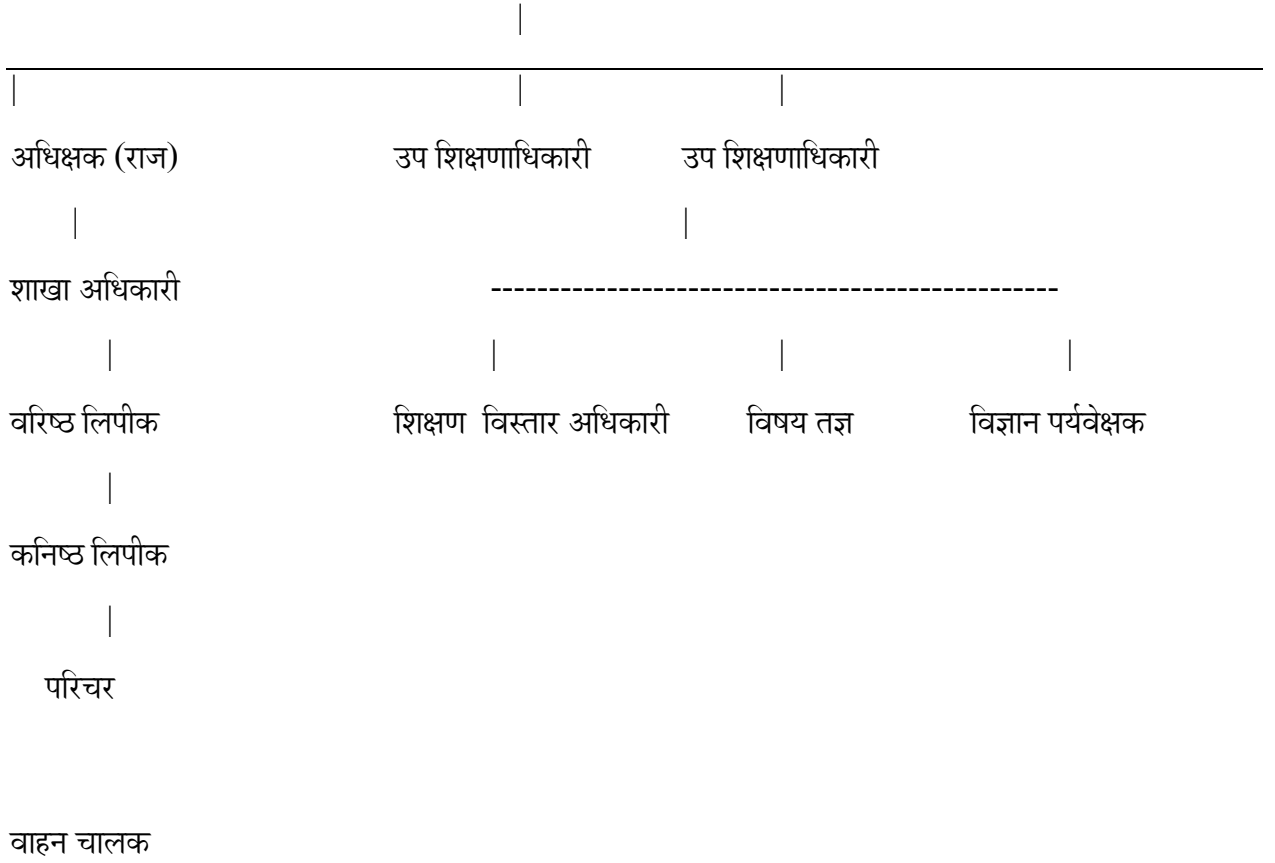 अधिक्षक (राज) उप शिक्षणाधिकारी उप शिक्षणाधिकारी
शाखा अधिकारी
वरिष्ठ लिपीक शिक्षण विस्तार अधिकारी विषय तज्ञ विज्ञान पर्यवेक्षक
कनिष्ठ लिपीक
परिचर
वाहन चालक